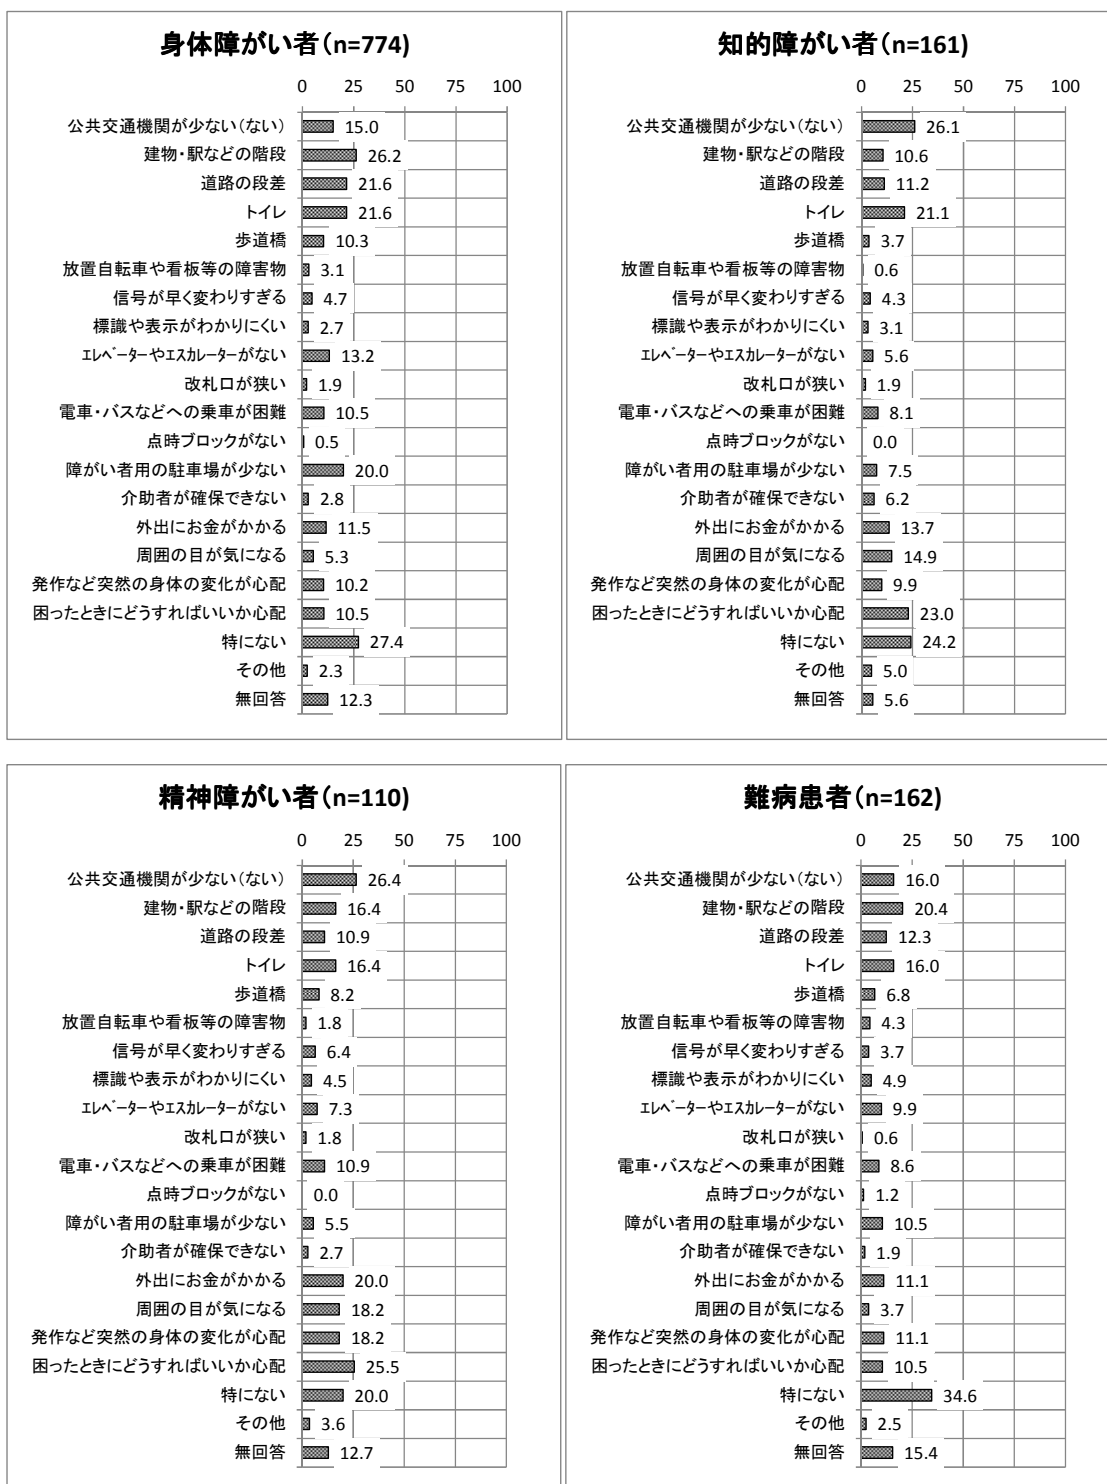 身体障がい者(n=774)
0 25 50 75 100
公共交通機関が少ない(ない) 15.0
建物・駅などの階段 26.2
道路の段差 21.6
トイレ 21.6
歩道橋 10.3
放置自転車や看板等の障害物 3.1
信号が早く変わりすぎる 4.7
標識や表示がわかりにくい 2.7
ｴﾚﾍﾞｰﾀｰやｴｽｶﾚｰﾀｰがない 13.2
改札口が狭い 1.9
電車・バスなどへの乗車が困難 10.5
点時ブロックがない 0.5
障がい者用の駐車場が少ない 20.0
介助者が確保できない 2.8
外出にお金がかかる 11.5
周囲の目が気になる 5.3
発作など突然の身体の変化が心配 10.2
困ったときにどうすればいいか心配 10.5
特にない 27.4
その他 2.3
無回答 12.3
知的障がい者(n=161)
0 25 50 75 100
公共交通機関が少ない(ない) 26.1
建物・駅などの階段 10.6
道路の段差 11.2
トイレ 21.1
歩道橋 3.7
放置自転車や看板等の障害物 0.6
信号が早く変わりすぎる 4.3
標識や表示がわかりにくい 3.1
ｴﾚﾍﾞｰﾀｰやｴｽｶﾚｰﾀｰがない 5.6
改札口が狭い 1.9
電車・バスなどへの乗車が困難 8.1
点時ブロックがない 0.0
障がい者用の駐車場が少ない 7.5
介助者が確保できない 6.2
外出にお金がかかる 13.7
周囲の目が気になる 14.9
発作など突然の身体の変化が心配 9.9
困ったときにどうすればいいか心配 23.0
特にない 24.2
その他 5.0
無回答 5.6
精神障がい者(n=110)
0 25 50 75 100
公共交通機関が少ない(ない) 26.4
建物・駅などの階段 16.4
道路の段差 10.9
トイレ 16.4
歩道橋 8.2
放置自転車や看板等の障害物 1.8
信号が早く変わりすぎる 6.4
標識や表示がわかりにくい 4.5
ｴﾚﾍﾞｰﾀｰやｴｽｶﾚｰﾀｰがない 7.3
改札口が狭い 1.8
電車・バスなどへの乗車が困難 10.9
点時ブロックがない 0.0
障がい者用の駐車場が少ない 5.5
介助者が確保できない 2.7
外出にお金がかかる 20.0
周囲の目が気になる 18.2
発作など突然の身体の変化が心配 18.2
困ったときにどうすればいいか心配 25.5
特にない 20.0
その他 3.6
無回答 12.7
難病患者(n=162)
0 25 50 75 100
公共交通機関が少ない(ない) 16.0
建物・駅などの階段 20.4
道路の段差 12.3
トイレ 16.0
歩道橋 6.8
放置自転車や看板等の障害物 4.3
信号が早く変わりすぎる 3.7
標識や表示がわかりにくい 4.9
ｴﾚﾍﾞｰﾀｰやｴｽｶﾚｰﾀｰがない 9.9
改札口が狭い 0.6
電車・バスなどへの乗車が困難 8.6
点時ブロックがない 1.2
障がい者用の駐車場が少ない 10.5
介助者が確保できない 1.9
外出にお金がかかる 11.1
周囲の目が気になる 3.7
発作など突然の身体の変化が心配 11.1
困ったときにどうすればいいか心配 10.5
特にない 34.6
その他 2.5
無回答 15.4